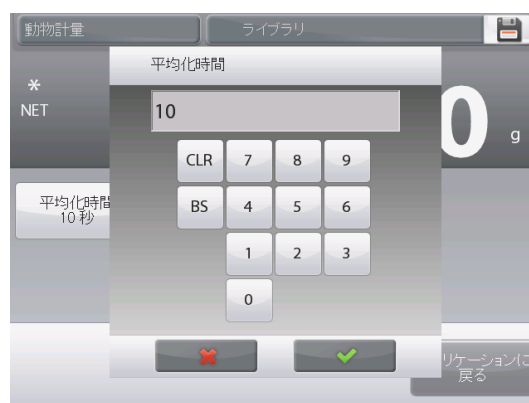 動物計量
ライブラリ
平均化時間
*
NET
10
0
g
CLR 7 8 9
平均化時間
10 秒
BS 4 5 6
1 2 3
0
リケーションに
戻る